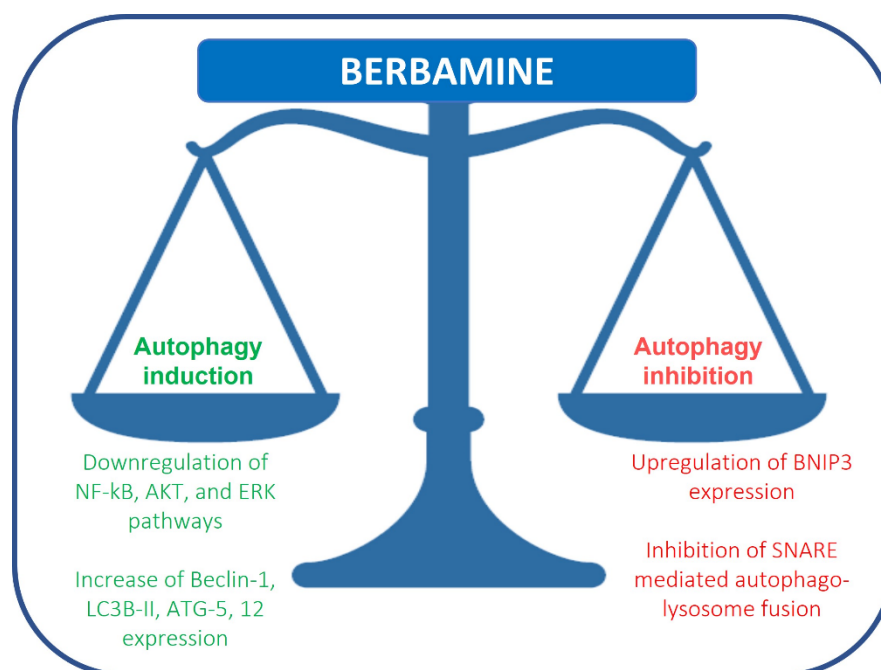 BERBAMINE
Autophagy
induction
Downregulation of
NF-kB, AKT, and ERK
pathways
Increase of Beclin-1,
LC3B-II, ATG-5, 12
expression
Autophagy
inhibition
Upregulation of BNIP3
expression
Inhibition of SNARE
mediated autophago-
lysosome fusion